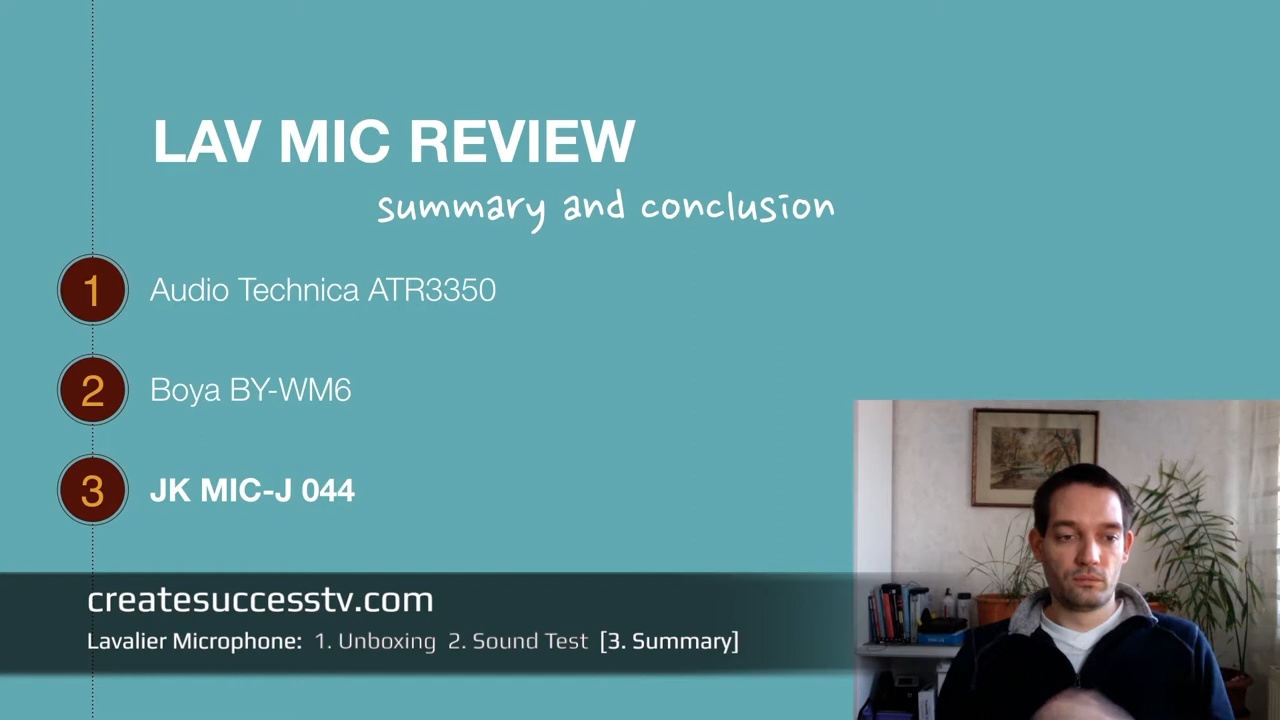 LAV MIC REVIEW
summary and conclusion
1 Audio Technica ATR3350
2 Boya BY-WM6
3 JK MIC-J 044
createsuccesstv.com
Lavalier Microphone: 1. Unboxing 2. Sound Test [3. Summary]